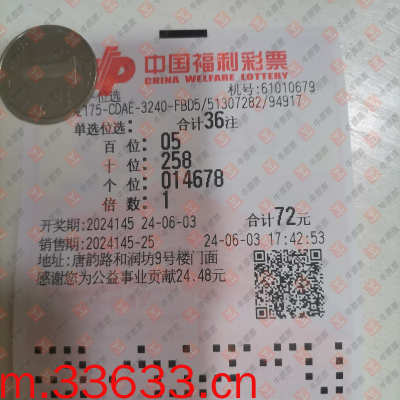 中国福利彩票
CHINA WELFARE LOTTERY
位选
机号:61010679
175-CDAE-3240-FBD5/51307282/94917
单选位选: 合计36注
百 位: 05
十 位: 258
个 位: 014678
倍 数: 1
开奖期:2024145 24-06-03 合计72元
销售期:2024145-25 24-06-03 17:42:53
地址:唐韵路和润坊9号楼门面
感谢您为公益事业贡献24.48元
m.33633.cn